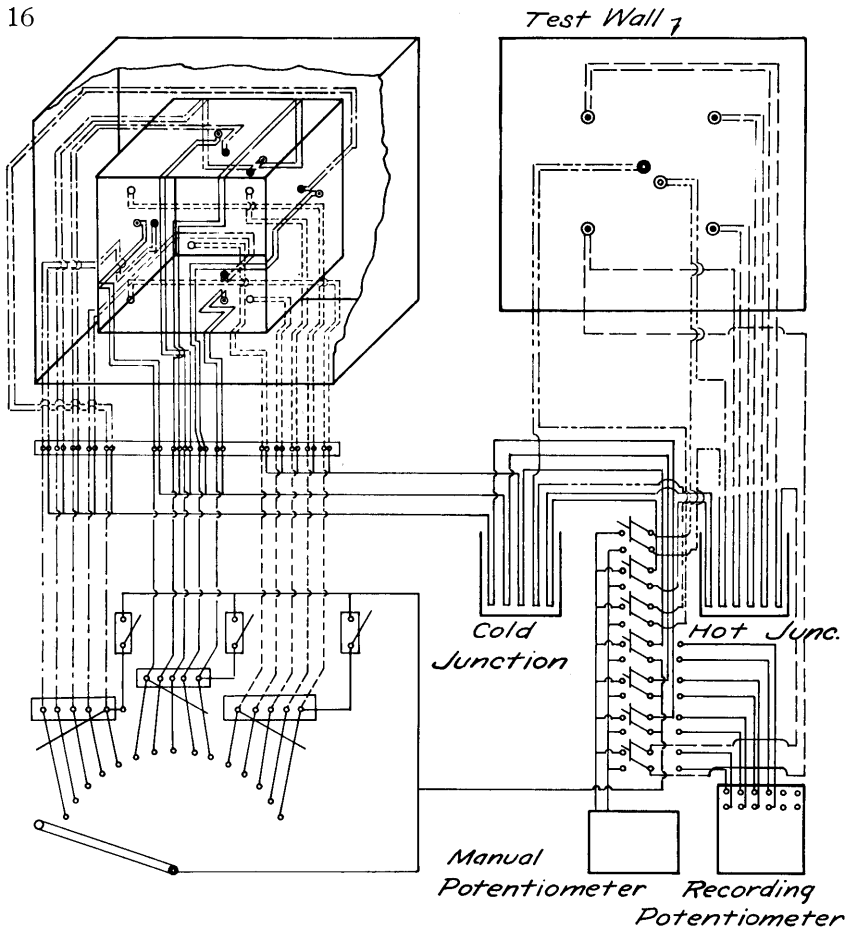 16
Test Wall
Cold
Junction
Hot Junc.
Manual
Potentiometer
Recording
Potentiometer